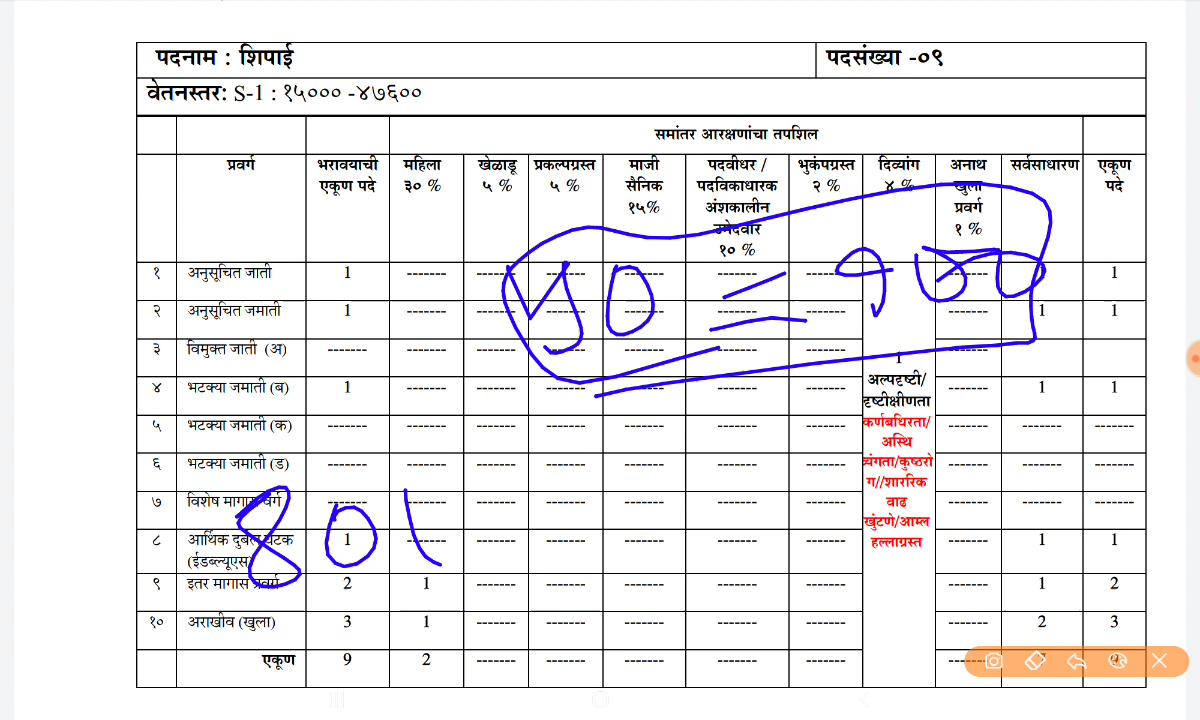 पदनाम : शिपाई पदसंख्या -०९
वेतनस्तर: S-1 : १५००० -४७६००
समांतर आरक्षणांचा तपशिल
प्रवर्ग भरावयाची एकूण पदे महिला ३० % खेळाडू ५ % प्रकल्पग्रस्त ५ % माजी सैनिक १५% पदवीधर / पदविकाधारक अंशकालीन उमेदवार १० % भुकंपग्रस्त २ % दिव्यांग ४ % अनाथ खुला प्रवर्ग १ % सर्वसाधारण एकूण पदे
१ अनुसूचित जाती 1 ------- ------- ------- ------- ------- ------- ------- 1
२ अनुसूचित जमाती 1 ------- ------- ------- ------- ------- ------- ------- 1 1
३ विमुक्त जाती (अ) ------- ------- ------- ------- ------- ------- ------- -------
1 अल्पदृष्टी/ दृष्टीक्षीणता
कर्णबधिरता/ अस्थि व्यंगता/कुष्ठरोग//शाररिक वाढ खुंटणे/आम्ल हल्लाग्रस्त
४ भटक्या जमाती (ब) 1 ------- ------- ------- ------- ------- ------- ------- 1 1
५ भटक्या जमाती (क) ------- ------- ------- ------- ------- ------- ------- ------- ------- -------
६ भटक्या जमाती (ड) ------- ------- ------- ------- ------- ------- ------- ------- ------- -------
७ विशेष मागास वर्ग ------- ------- ------- ------- ------- ------- ------- ------- ------- -------
८ आर्थिक दुर्बल घटक (ईडब्ल्यूएस) 1 ------- ------- ------- ------- ------- ------- ------- 1 1
९ इतर मागास प्रवर्ग 2 1 ------- ------- ------- ------- ------- ------- 1 2
१० अराखीव (खुला) 3 1 ------- ------- ------- ------- ------- ------- 2 3
एकूण 9 2 ------- ------- ------- ------- -------